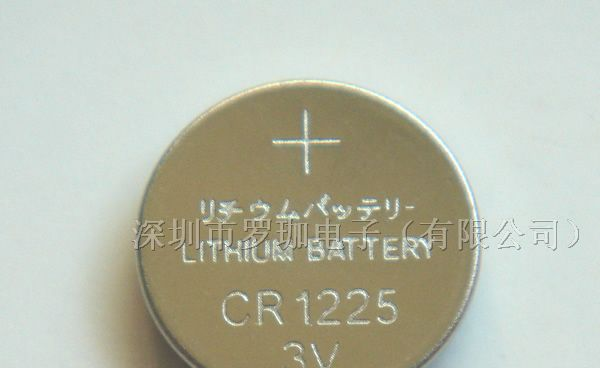 +
リチウムバッテリー
深圳市罗珈电子（有限公司）
LITHIUM BATTERY
CR1225
3V